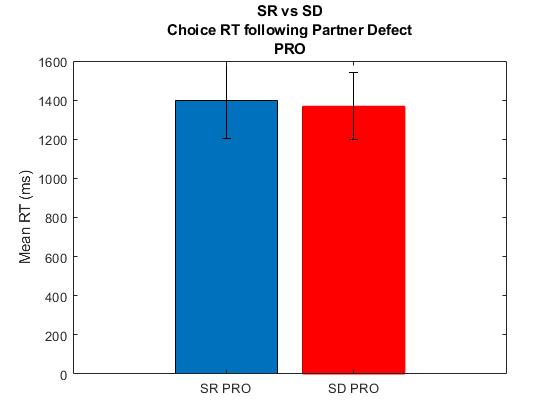 SR vs SD
Choice RT following Partner Defect
PRO
1600
1400
1200
1000
800
600
400
200
0
Mean RT (ms)
SR PRO
SD PRO